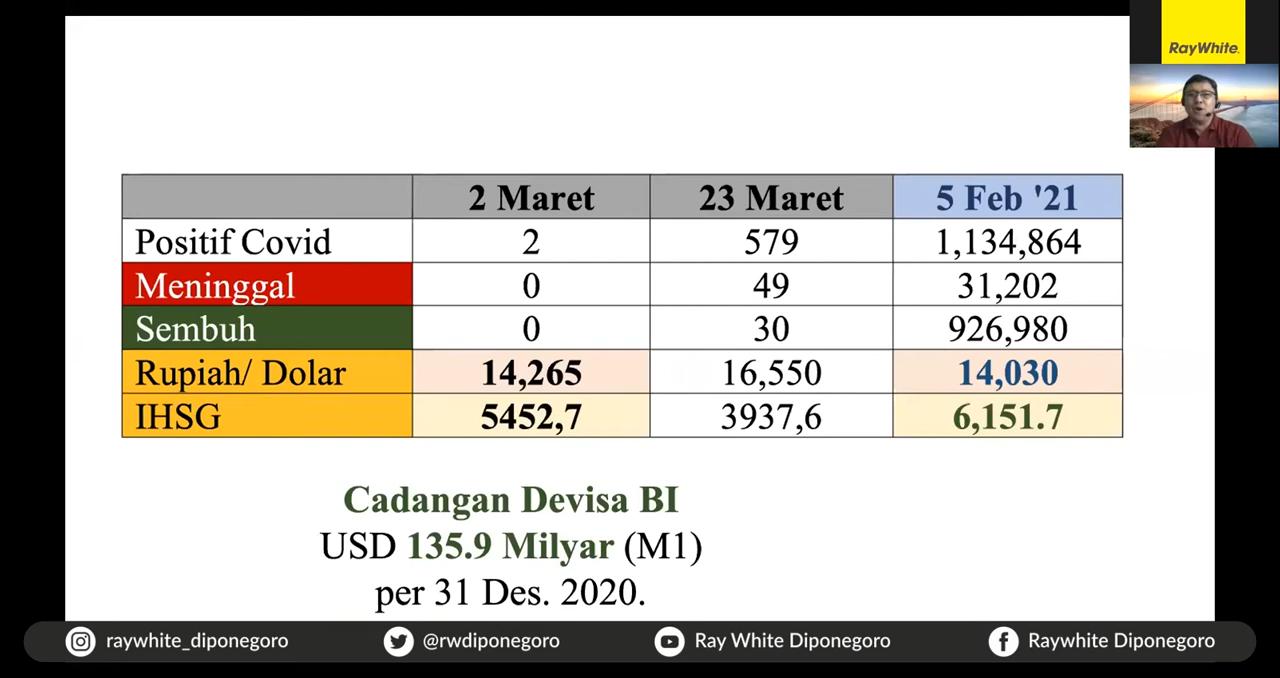 RayWhite.
2 Maret 23 Maret 5 Feb '21
Positif Covid 2 579 1,134,864
Meninggal 0 49 31,202
Sembuh 0 30 926,980
Rupiah/ Dolar 14,265 16,550 14,030
IHSG 5452,7 3937,6 6,151.7
Cadangan Devisa BI
USD 135.9 Milyar (M1)
per 31 Des. 2020.
raywhite_diponegoro @rwdiponegoro Ray White Diponegoro Raywhite Diponegoro